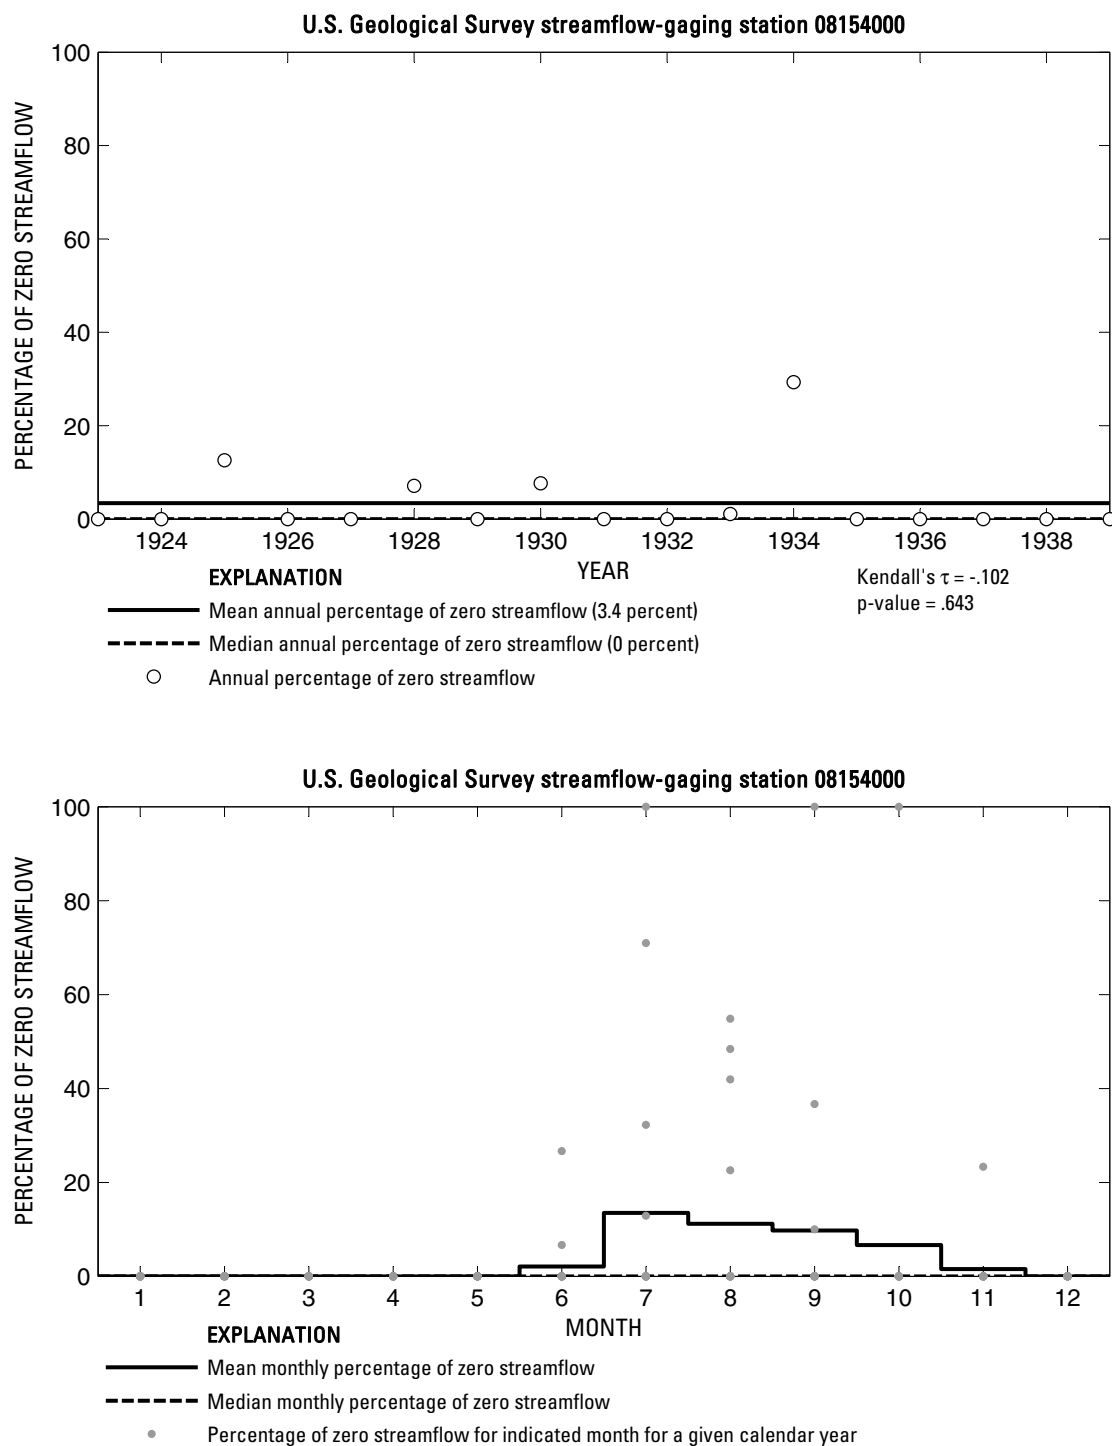 U.S. Geological Survey streamflow-gaging station 08154000
PERCENTAGE OF ZERO STREAMFLOW
100
80
60
40
20
0
1924 1926 1928 1930 1932 1934 1936 1938
YEAR
EXPLANATION
Mean annual percentage of zero streamflow (3.4 percent)
Median annual percentage of zero streamflow (0 percent)
Annual percentage of zero streamflow
Kendall's τ = -.102
p-value = .643
U.S. Geological Survey streamflow-gaging station 08154000
PERCENTAGE OF ZERO STREAMFLOW
100
80
60
40
20
0
1 2 3 4 5 6 7 8 9 10 11 12
MONTH
EXPLANATION
Mean monthly percentage of zero streamflow
Median monthly percentage of zero streamflow
Percentage of zero streamflow for indicated month for a given calendar year